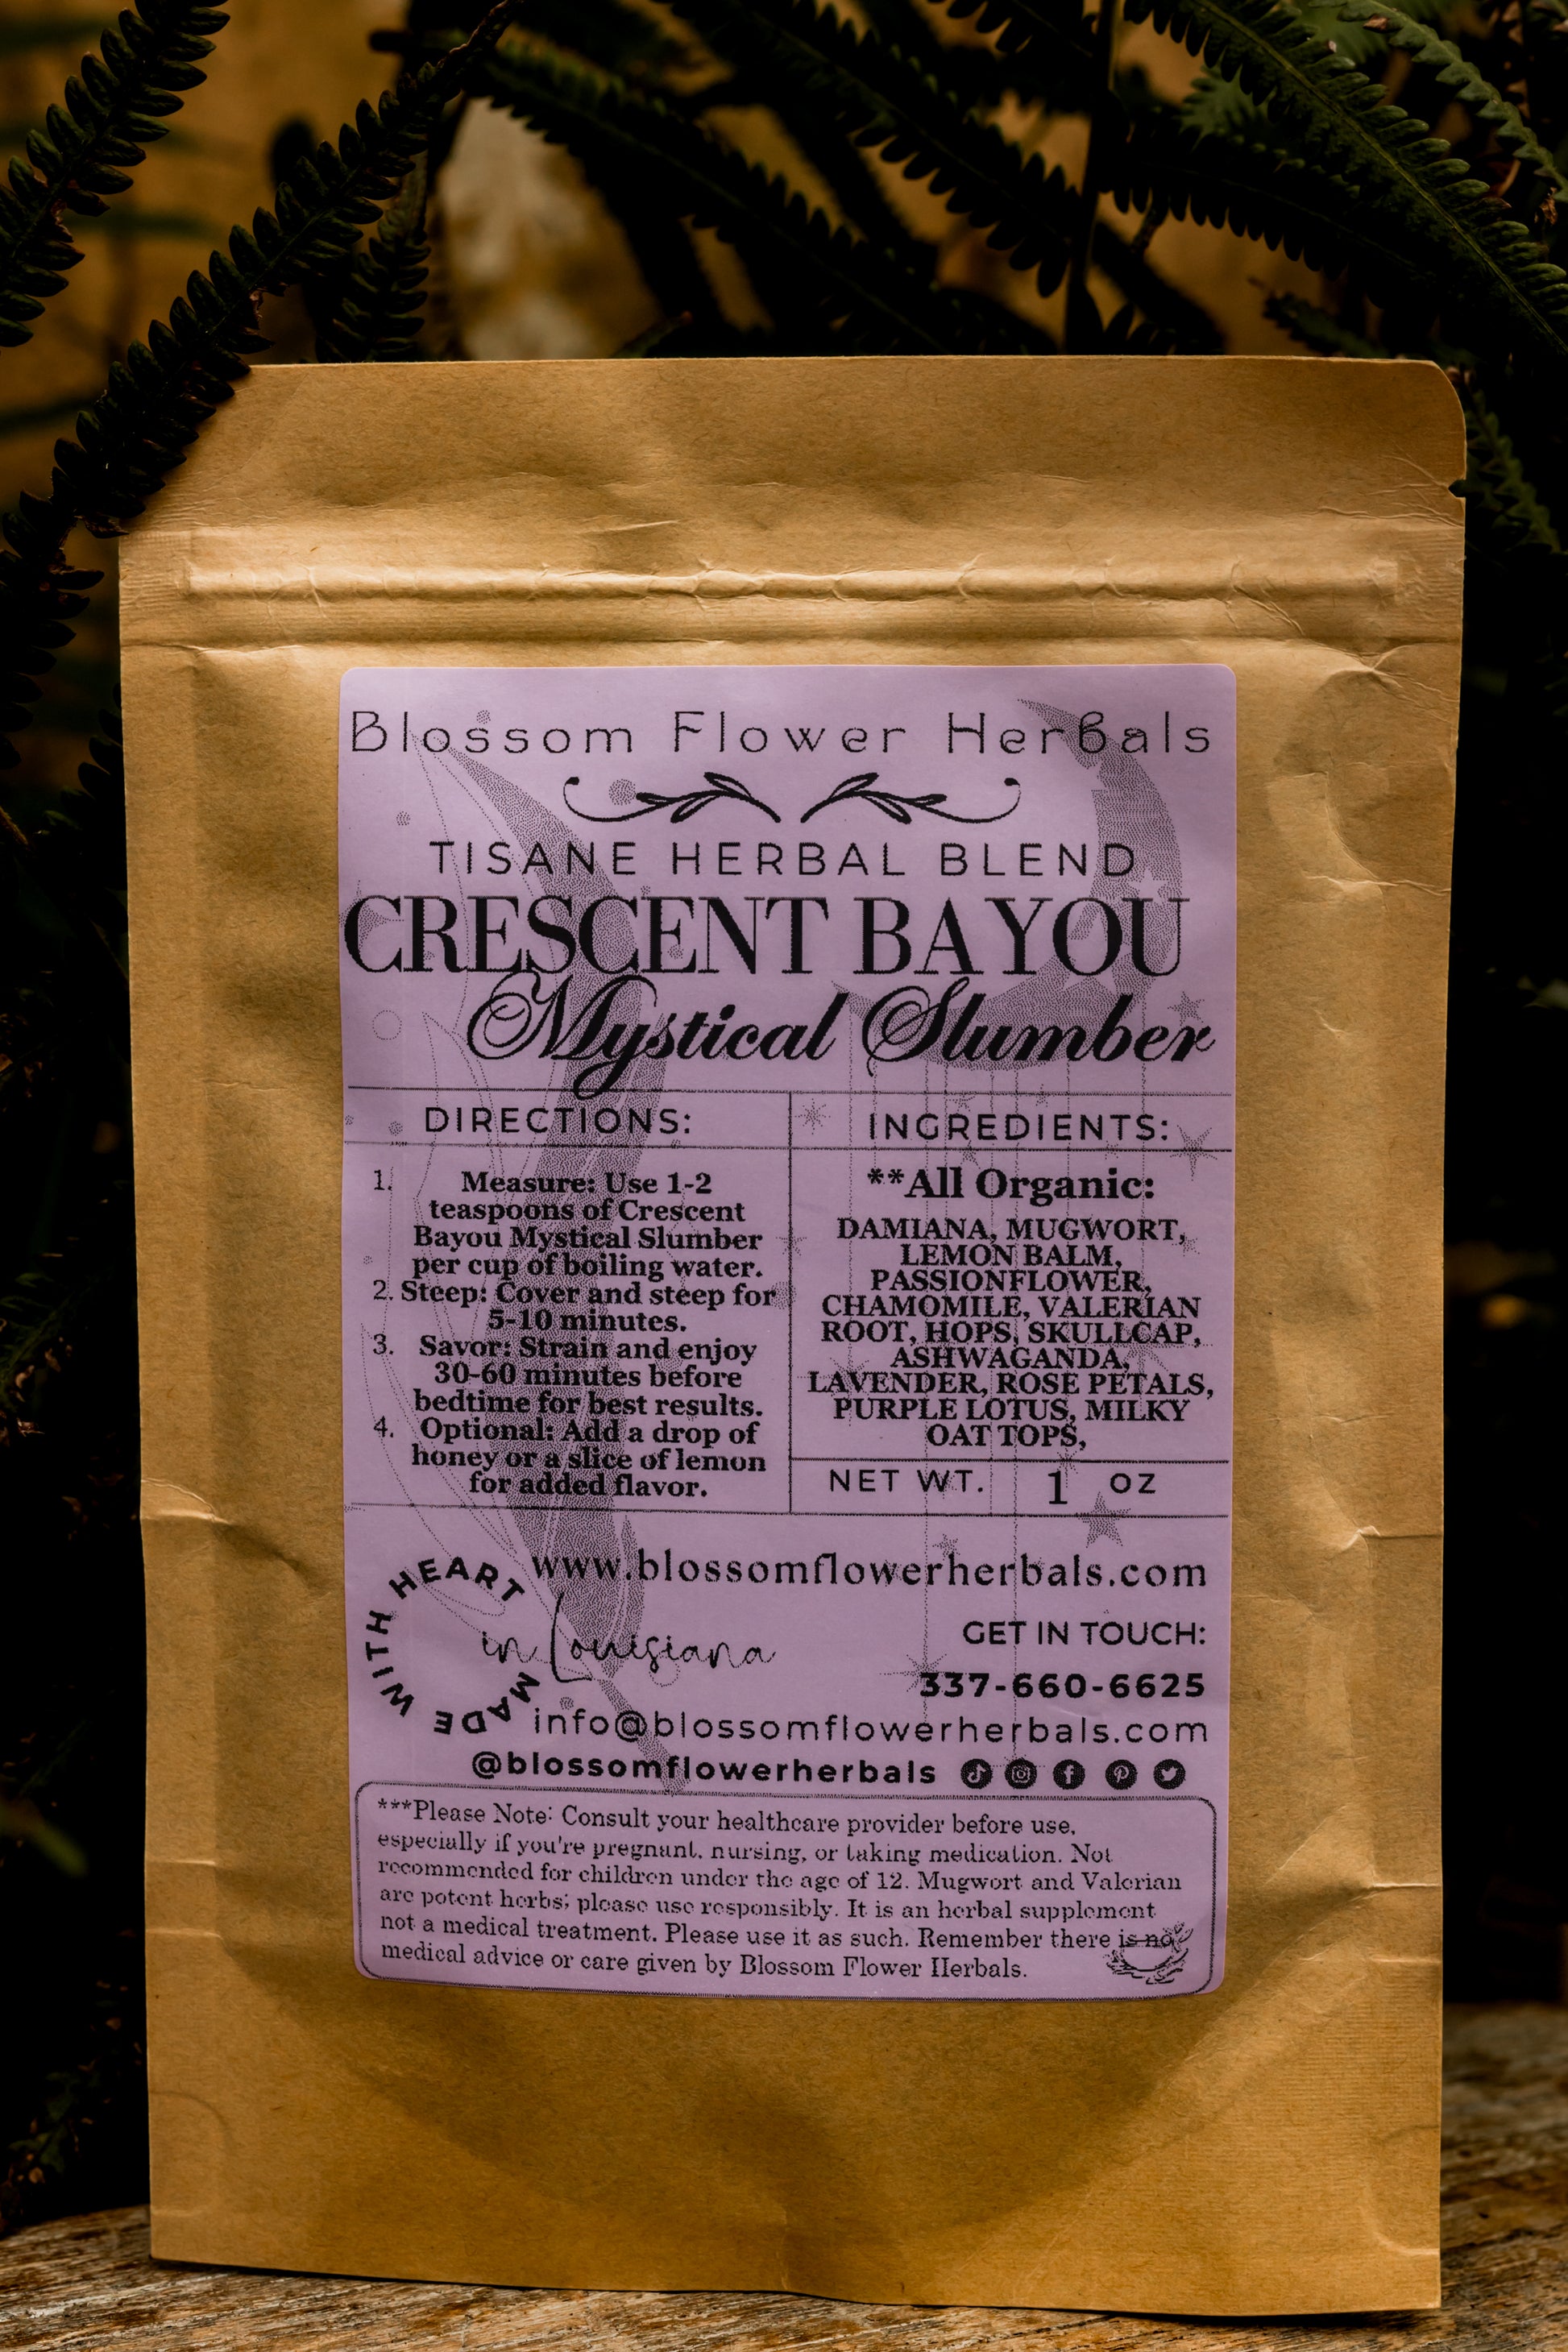 Blossom Flower Herbals
TISANE HERBAL BLEND
CRESCENT BAYOU
Mystical Slumber
DIRECTIONS:
1. Measure: Use 1-2
teaspoons of Crescent
Bayou Mystical Slumber
per cup of boiling water.
2. Steep: Cover and steep for
5-10 minutes.
3. Savor: Strain and enjoy
30-60 minutes before
bedtime for best results.
4. Optional: Add a drop of
honey or a slice of lemon
for added flavor.
INGREDIENTS:
**All Organic:
DAMIANA, MUGWORT,
LEMON BALM,
PASSIONFLOWER,
CHAMOMILE, VALERIAN
ROOT, HOPS, SKULLCAP,
ASHWAGANDA,
LAVENDER, ROSE PETALS,
PURPLE LOTUS, MILKY
OAT TOPS,
NET WT. 1 OZ
www.blossomflowerherbals.com
MADE WITH HEART
in Louisiana
GET IN TOUCH:
337-660-6625
info@blossomflowerherbals.com
@blossomflowerherbals
***Please Note: Consult your healthcare provider before use,
especially if you're pregnant, nursing, or taking medication. Not
recommended for children under the age of 12. Mugwort and Valerian
are potent herbs; please use responsibly. It is an herbal supplement
not a medical treatment. Please use it as such. Remember there is no
medical advice or care given by Blossom Flower Herbals.